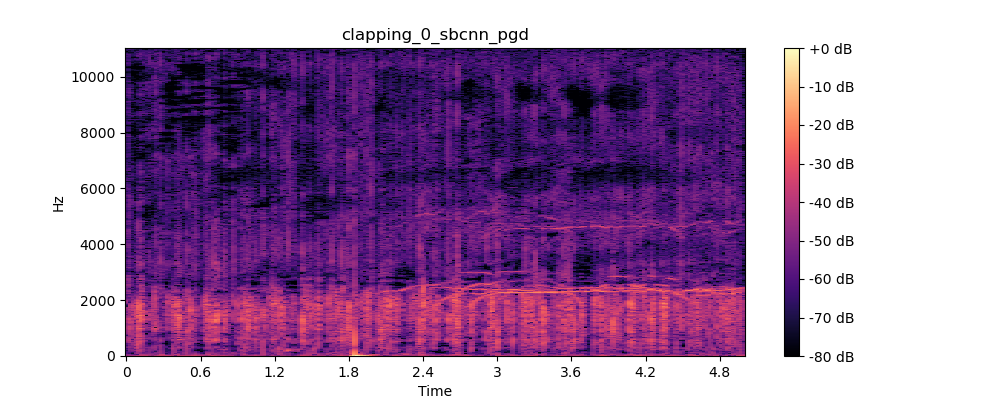 clapping_0_sbcnn_pgd
Hz
10000
8000
6000
4000
2000
0
0 0.6 1.2 1.8 2.4 3 3.6 4.2 4.8
Time
+0 dB
-10 dB
-20 dB
-30 dB
-40 dB
-50 dB
-60 dB
-70 dB
-80 dB